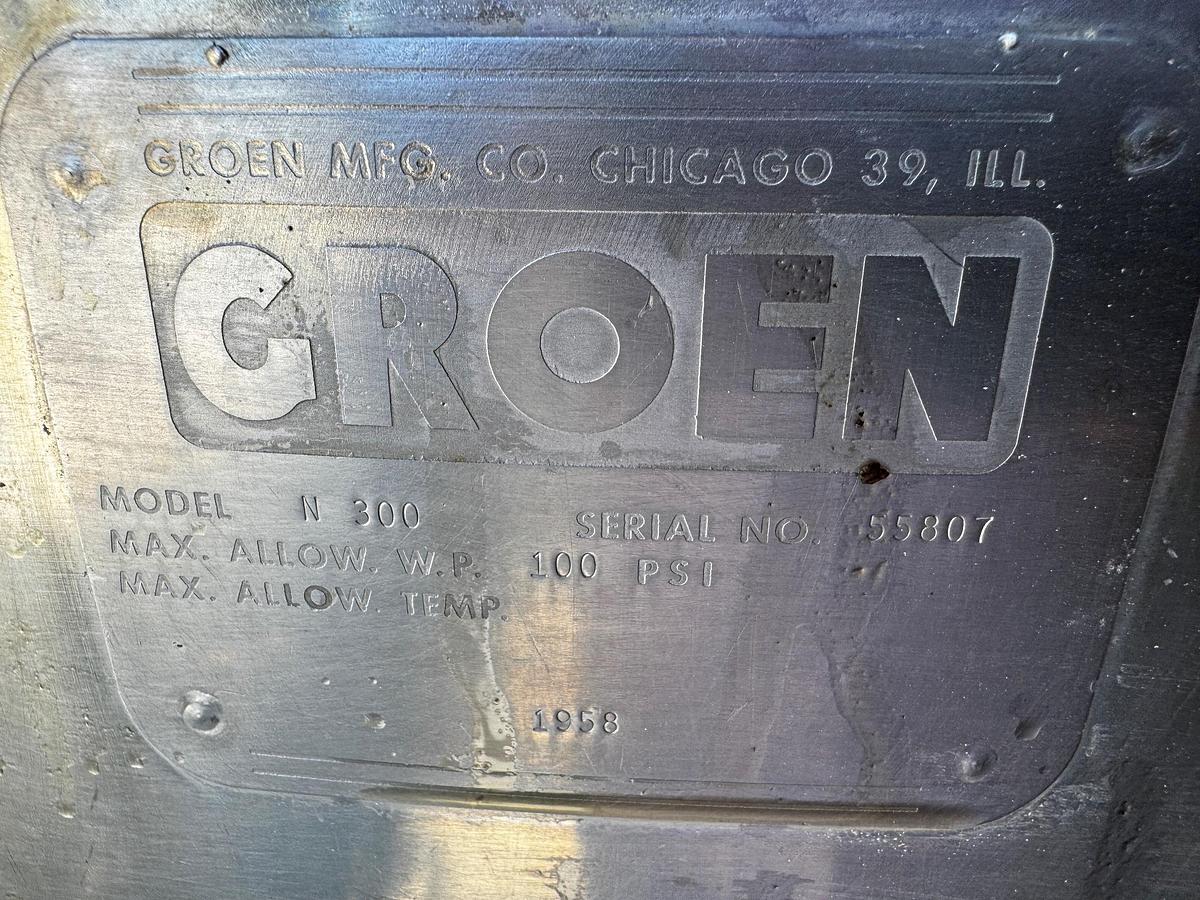 GROEN MFG. CO. CHICAGO 39, ILL.
GROEN
MODEL N 300 SERIAL NO. 55807
MAX. ALLOW. W.P. 100 PSI
MAX. ALLOW. TEMP.
1958